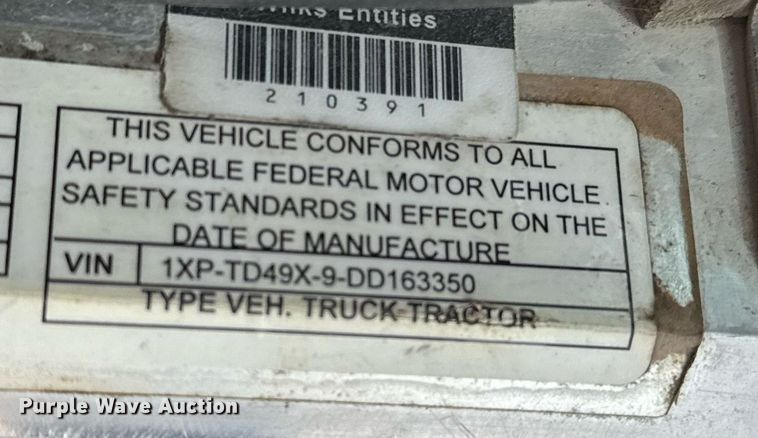 Entities
210391
THIS VEHICLE CONFORMS TO ALL
APPLICABLE FEDERAL MOTOR VEHICLE
SAFETY STANDARDS IN EFFECT ON THE
DATE OF MANUFACTURE
VIN 1XP-TD49X-9-DD163350
TYPE VEH. TRUCK-TRACTOR
Purple Wave Auction